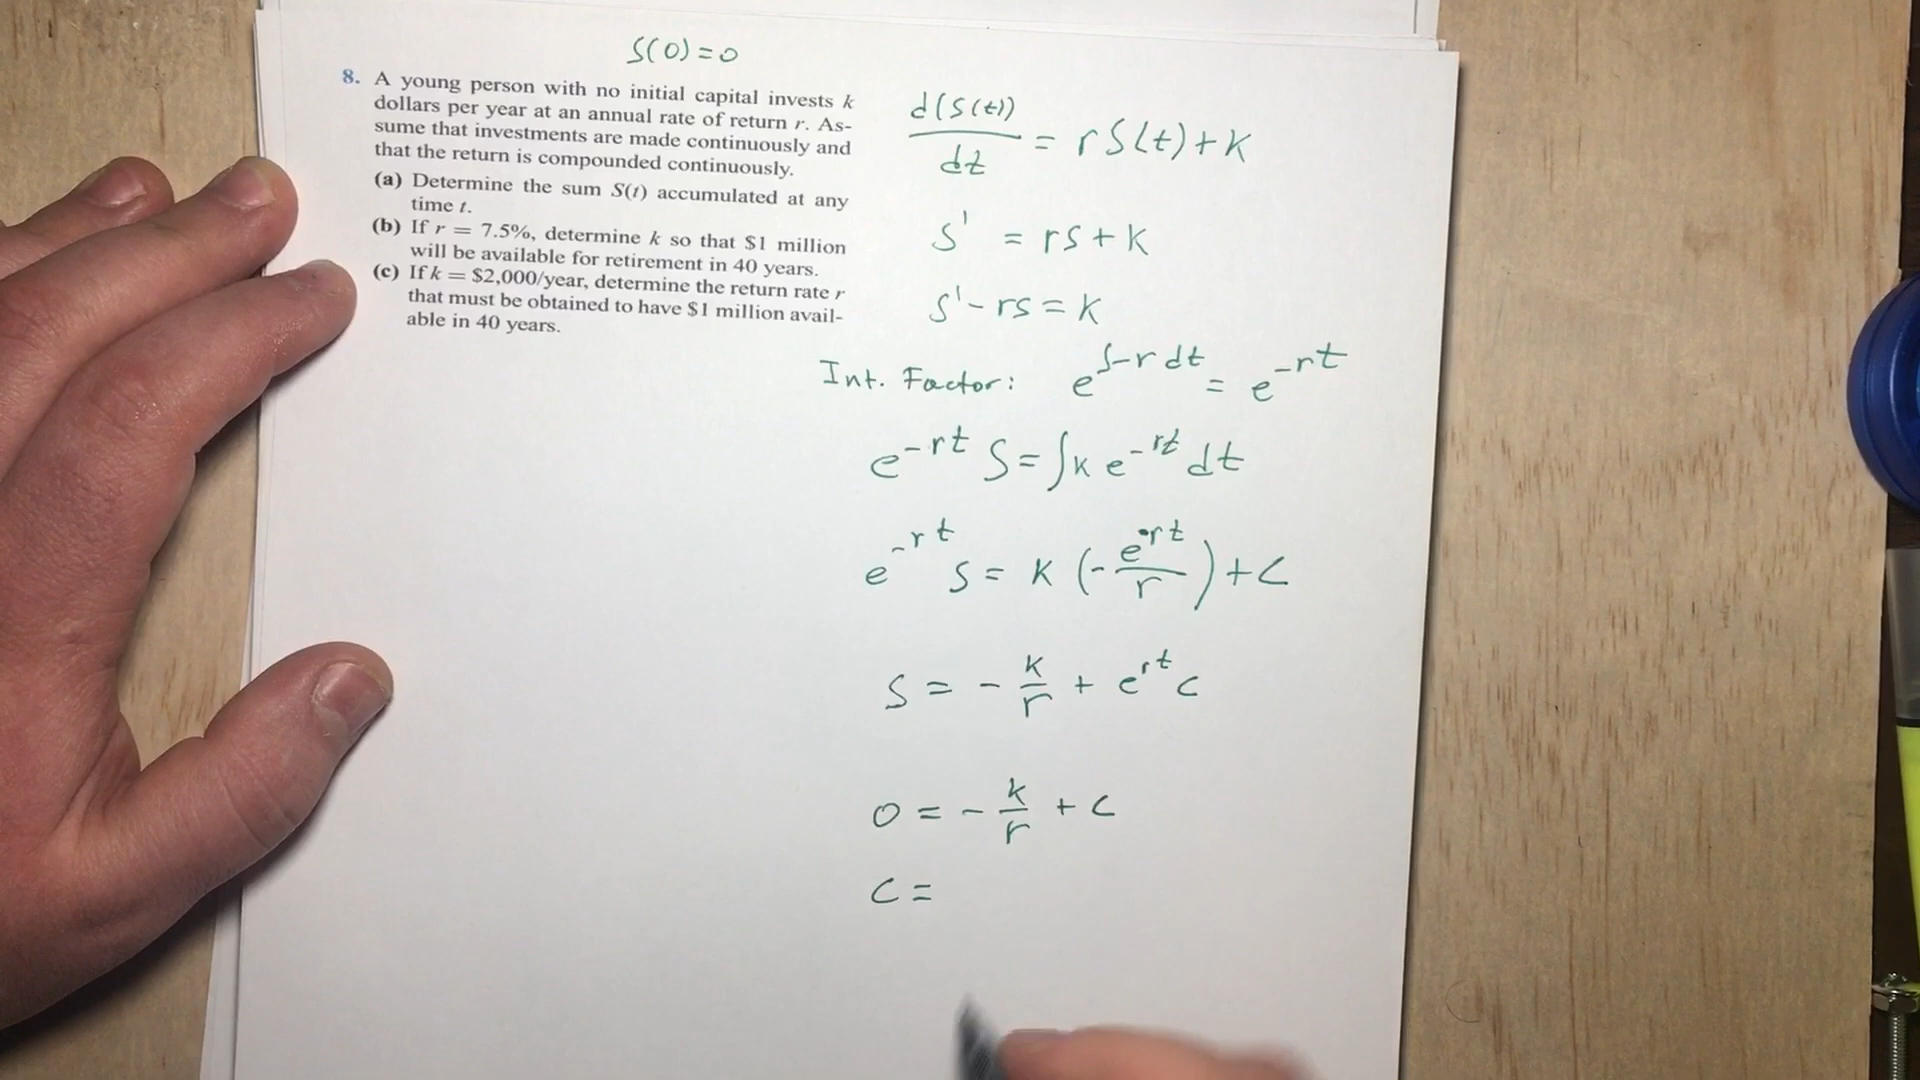 S(0) = 0
8. A young person with no initial capital invests k
dollars per year at an annual rate of return r. As-
sume that investments are made continuously and
that the return is compounded continuously.
(a) Determine the sum S(t) accumulated at any
time t.
(b) If r = 7.5%, determine k so that $1 million
will be available for retirement in 40 years.
(c) If k = $2,000/year, determine the return rate r
that must be obtained to have $1 million avail-
able in 40 years.
d(S(t))/dt = rS(t) + k
S' = rS + k
S' - rS = k
Int. Factor: e^∫-r dt = e^-rt
e^-rt S = ∫k e^-rt dt
e^-rt S = k (-e^-rt/r) + C
S = - k/r + e^rt C
0 = - k/r + C
C =